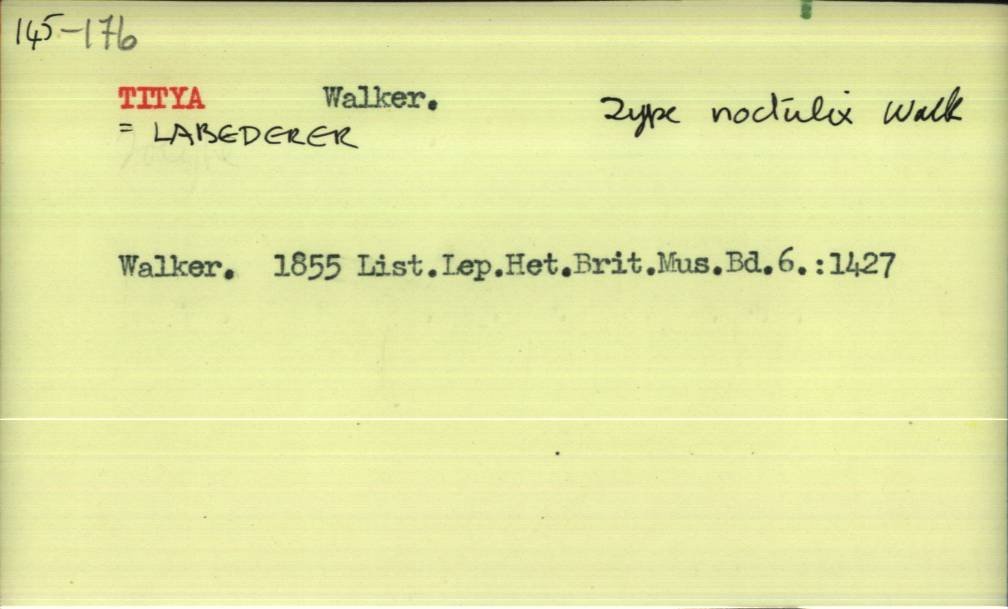 145-176
TITYA Walker. Type noctulix Walk
= LABEDERER
Walker. 1855 List.Lep.Het.Brit.Mus.Bd.6.:1427